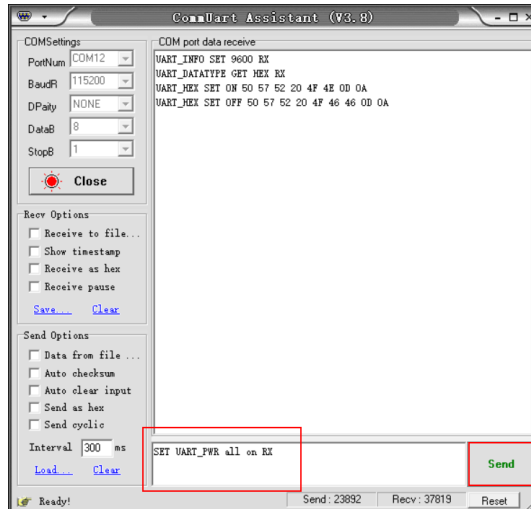 CommUart Assistant (V3.8)
COMSettings
PortNum COM12
BaudR 115200
DPaity NONE
DataB 8
StopB 1
Close
Recv Options
Receive to file...
Show timestamp
Receive as hex
Receive pause
Save... Clear
Send Options
Data from file ...
Auto checksum
Auto clear input
Send as hex
Send cyclic
Interval 300 ms
Load... Clear
COM port data receive
UART_INFO SET 9600 RX
UART_DATATYPE GET HEX RX
UART_HEX SET ON 50 57 52 20 4F 4E 0D 0A
UART_HEX SET OFF 50 57 52 20 4F 46 46 0D 0A
SET UART_PWR all on RX
Send
Ready!
Send : 23892
Recv : 37819
Reset